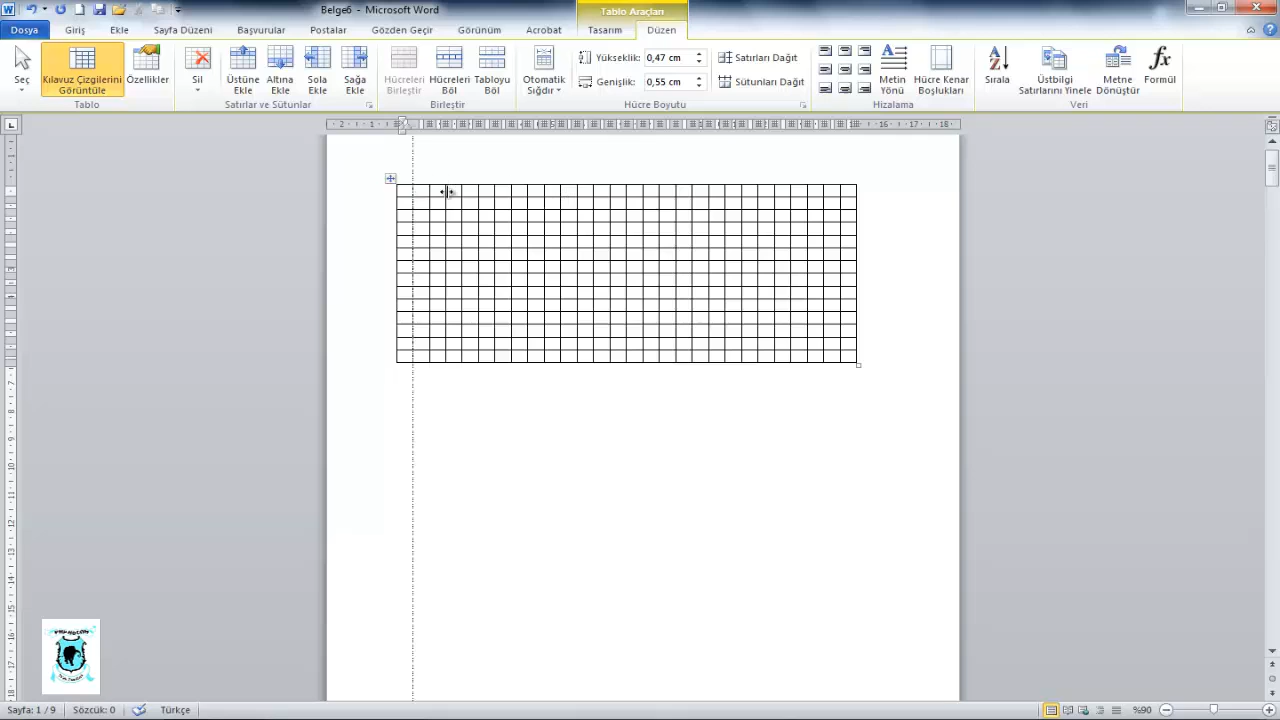 Belge6 - Microsoft Word
Tablo Araçları
Dosya Giriş Ekle Sayfa Düzeni Başvurular Postalar Gözden Geçir Görünüm Acrobat Tasarım Düzen
Seç
Kılavuz Çizgilerini Görüntüle
Özellikler
Tablo
Sil
Üstüne Ekle
Altına Ekle
Sola Ekle
Sağa Ekle
Satırlar ve Sütunlar
Hücreleri Birleştir
Hücreleri Böl
Tabloyu Böl
Birleştir
Otomatik Sığdır
Yükseklik: 0,47 cm
Genişlik: 0,55 cm
Satırları Dağıt
Sütunları Dağıt
Hücre Boyutu
Metin Yönü
Hücre Kenar Boşlukları
Hizalama
Sırala
Üstbilgi Satırlarını Yinele
Metne Dönüştür
Formül
Veri
Sayfa: 1 / 9 Sözcük: 0 Türkçe %90